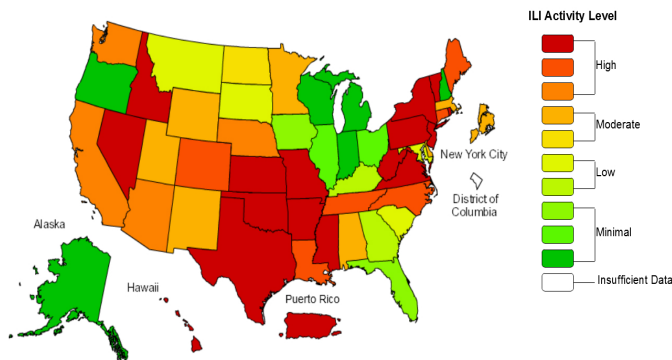 ILI Activity Level
High
Moderate
Low
Minimal
Insufficient Data
New York City
District of
Columbia
Alaska
Hawaii
Puerto Rico